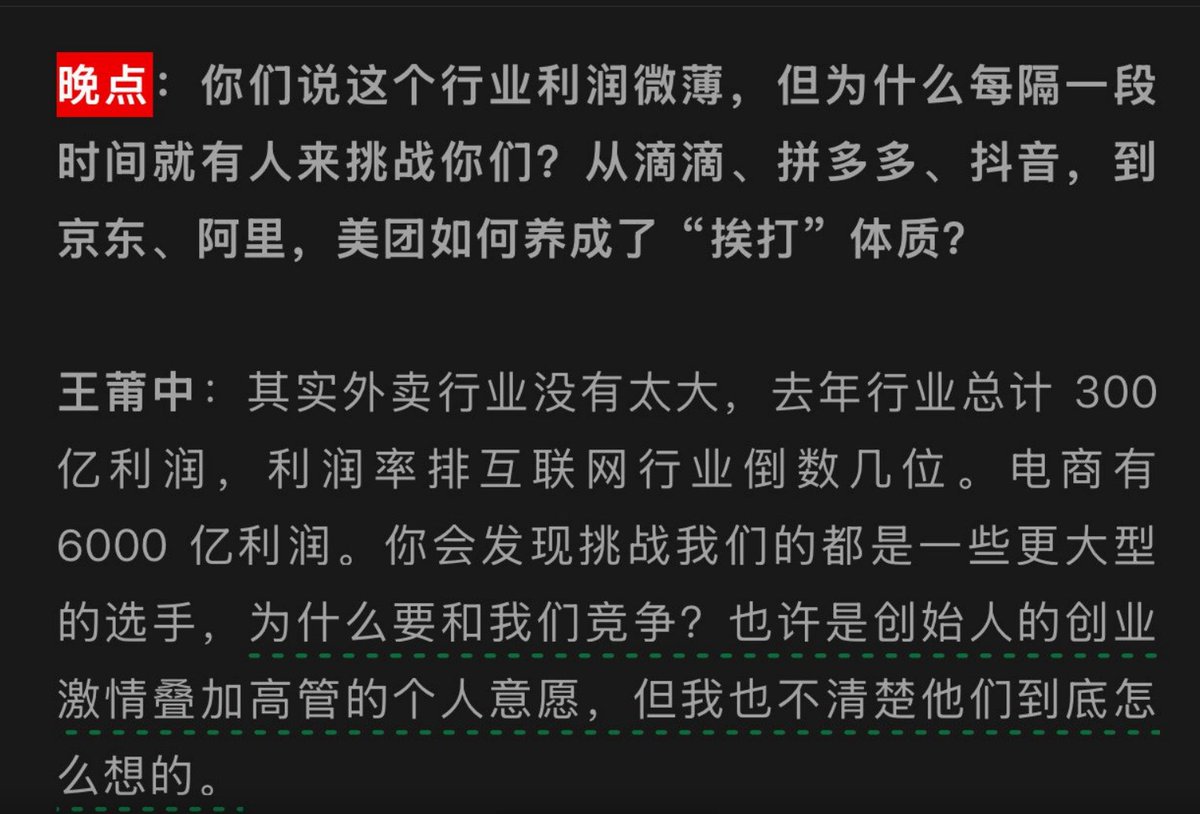 晚点：你们说这个行业利润微薄，但为什么每隔一段
时间就有人来挑战你们？从滴滴、拼多多、抖音，到
京东、阿里，美团如何养成了“挨打”体质？
王莆中：其实外卖行业没有太大，去年行业总计 300
亿利润，利润率排互联网行业倒数几位。电商有
6000 亿利润。你会发现挑战我们的都是一些更大型
的选手，为什么要和我们竞争？也许是创始人的创业
激情叠加高管的个人意愿，但我也不清楚他们到底怎
么想的。